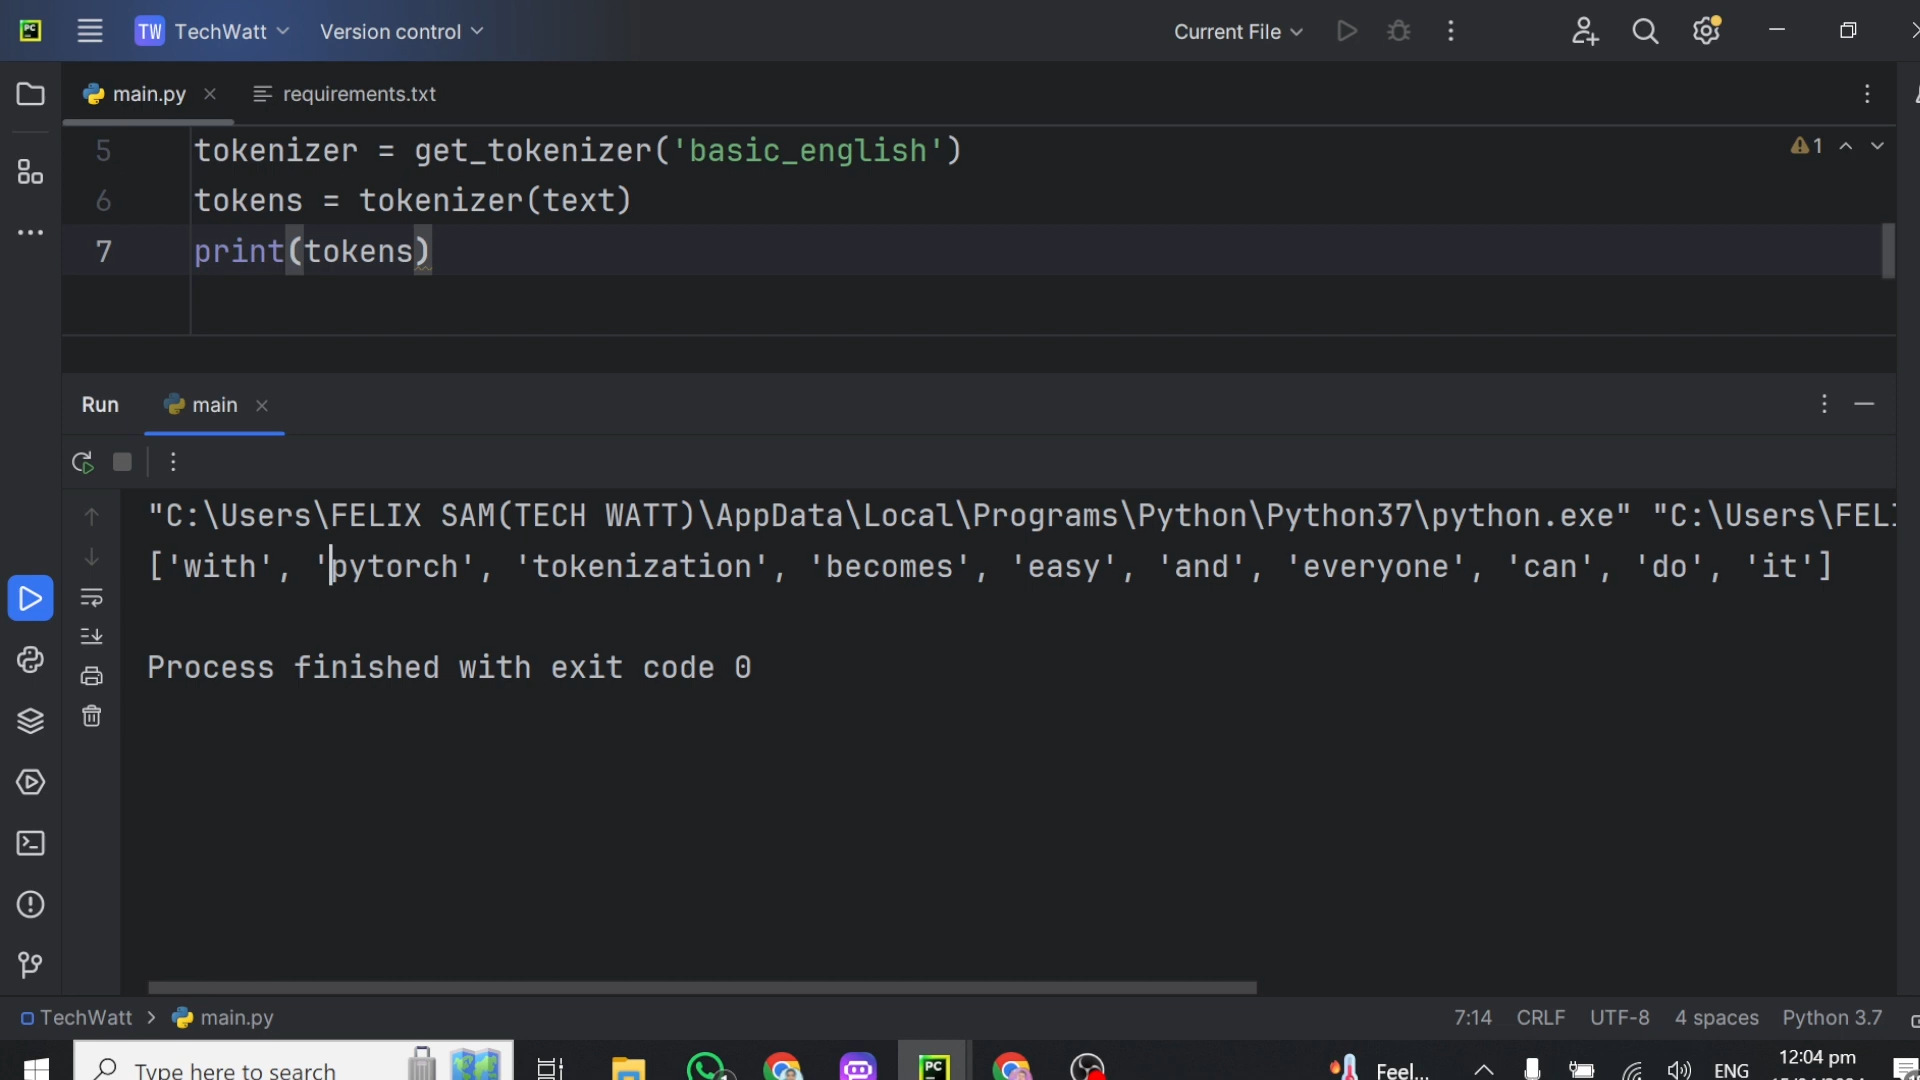 TW TechWatt Version control Current File
main.py requirements.txt
5 tokenizer = get_tokenizer('basic_english') 1
6 tokens = tokenizer(text)
7 print(tokens)
Run main
"C:\Users\FELIX SAM(TECH WATT)\AppData\Local\Programs\Python\Python37\python.exe" "C:\Users\FEL
['with', 'pytorch', 'tokenization', 'becomes', 'easy', 'and', 'everyone', 'can', 'do', 'it']
Process finished with exit code 0
TechWatt > main.py 7:14 CRLF UTF-8 4 spaces Python 3.7
Type here to search PC Feel... ENG 12:04 pm